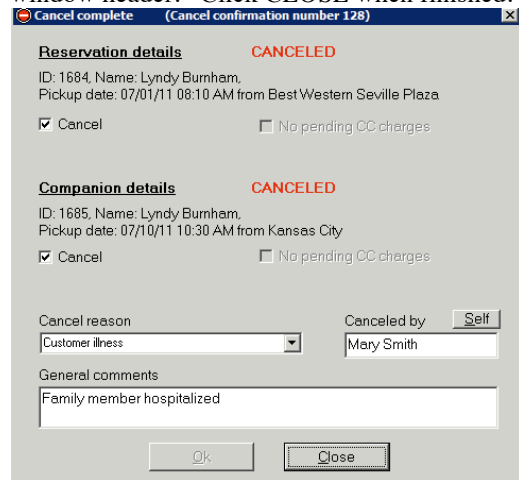 window header. Click CLOSE when finished.
Cancel complete (Cancel confirmation number 128)
Reservation details CANCELED
ID: 1684, Name: Lyndy Burnham,
Pickup date: 07/01/11 08:10 AM from Best Western Seville Plaza
Cancel No pending CC charges
Companion details CANCELED
ID: 1685, Name: Lyndy Burnham,
Pickup date: 07/10/11 10:30 AM from Kansas City
Cancel No pending CC charges
Cancel reason Canceled by Self
Customer illness Mary Smith
General comments
Family member hospitalized
Ok Close